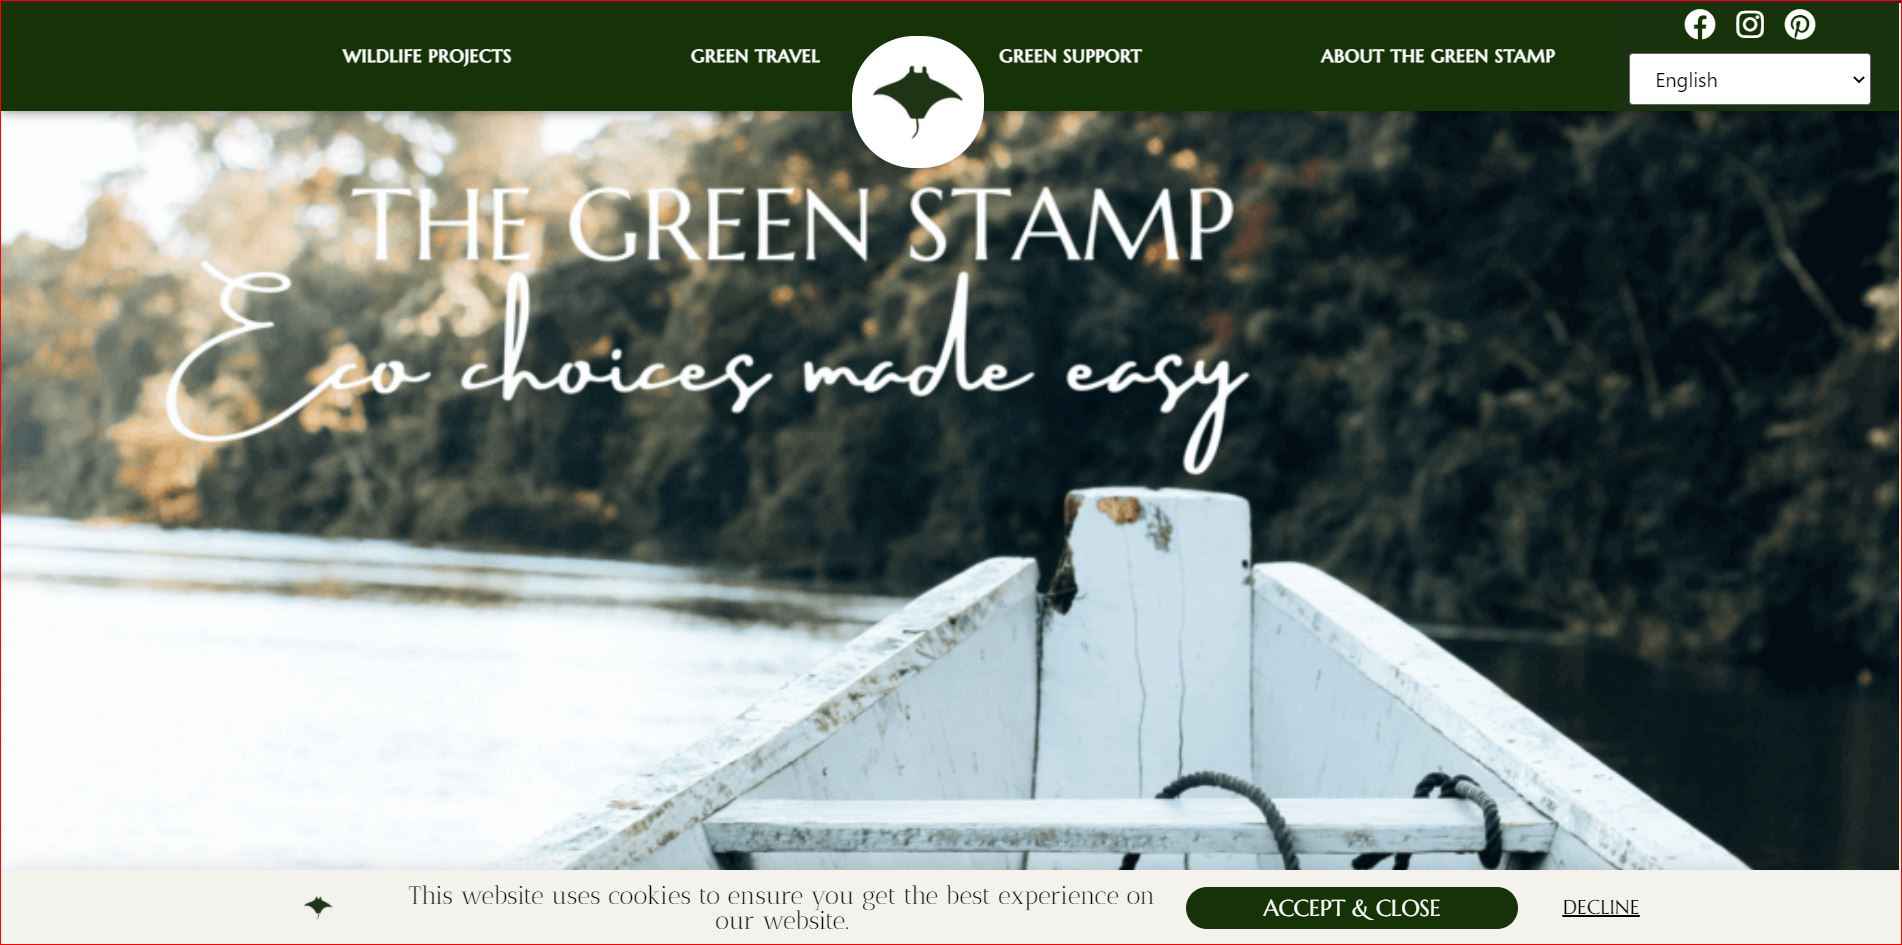 WILDLIFE PROJECTS
GREEN TRAVEL
GREEN SUPPORT
ABOUT THE GREEN STAMP
English
THE GREEN STAMP
Eco choices made easy
This website uses cookies to ensure you get the best experience on
our website.
ACCEPT & CLOSE
DECLINE